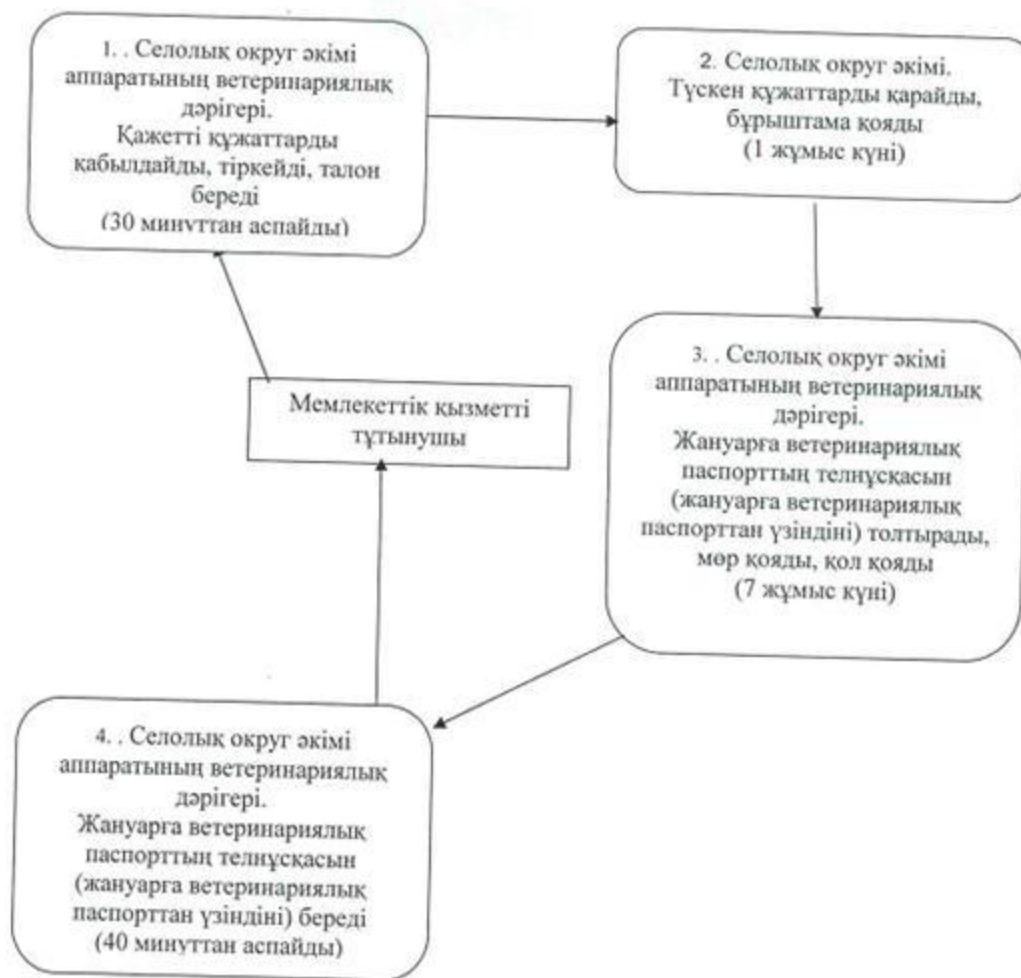 1. . Селолық округ әкімі
аппаратының ветеринариялық
дәрігері.
Қажетті құжаттарды
қабылдайды, тіркейді, талон
береді
(30 минуттан аспайды)
2. Селолық округ әкімі.
Түскен құжаттарды қарайды,
бұрыштама қояды
(1 жұмыс күні)
3. . Селолық округ әкімі
аппаратының ветеринариялық
дәрігері.
Жануарға ветеринариялық
паспорттың телнұсқасын
(жануарға ветеринариялық
паспорттан үзіндіні) толтырады,
мөр қояды, қол қояды
(7 жұмыс күні)
Мемлекеттік қызметті
тұтынушы
4. . Селолық округ әкімі
аппаратының ветеринариялық
дәрігері.
Жануарға ветеринариялық
паспорттың телнұсқасын
(жануарға ветеринариялық
паспорттан үзіндіні) береді
(40 минуттан аспайды)